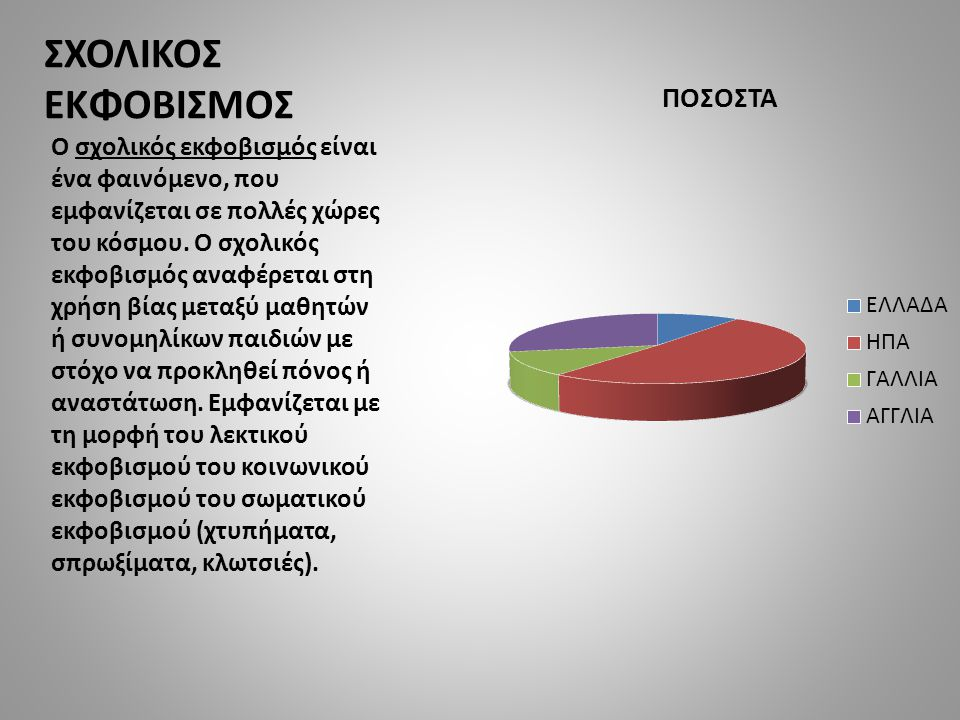 ΣΧΟΛΙΚΟΣ
ΕΚΦΟΒΙΣΜΟΣ
Ο σχολικός εκφοβισμός είναι
ένα φαινόμενο, που
εμφανίζεται σε πολλές χώρες
του κόσμου. Ο σχολικός
εκφοβισμός αναφέρεται στη
χρήση βίας μεταξύ μαθητών
ή συνομηλίκων παιδιών με
στόχο να προκληθεί πόνος ή
αναστάτωση. Εμφανίζεται με
τη μορφή του λεκτικού
εκφοβισμού του κοινωνικού
εκφοβισμού του σωματικού
εκφοβισμού (χτυπήματα,
σπρωξίματα, κλωτσιές).
ΠΟΣΟΣΤΑ
ΕΛΛΑΔΑ
ΗΠΑ
ΓΑΛΛΙΑ
ΑΓΓΛΙΑ